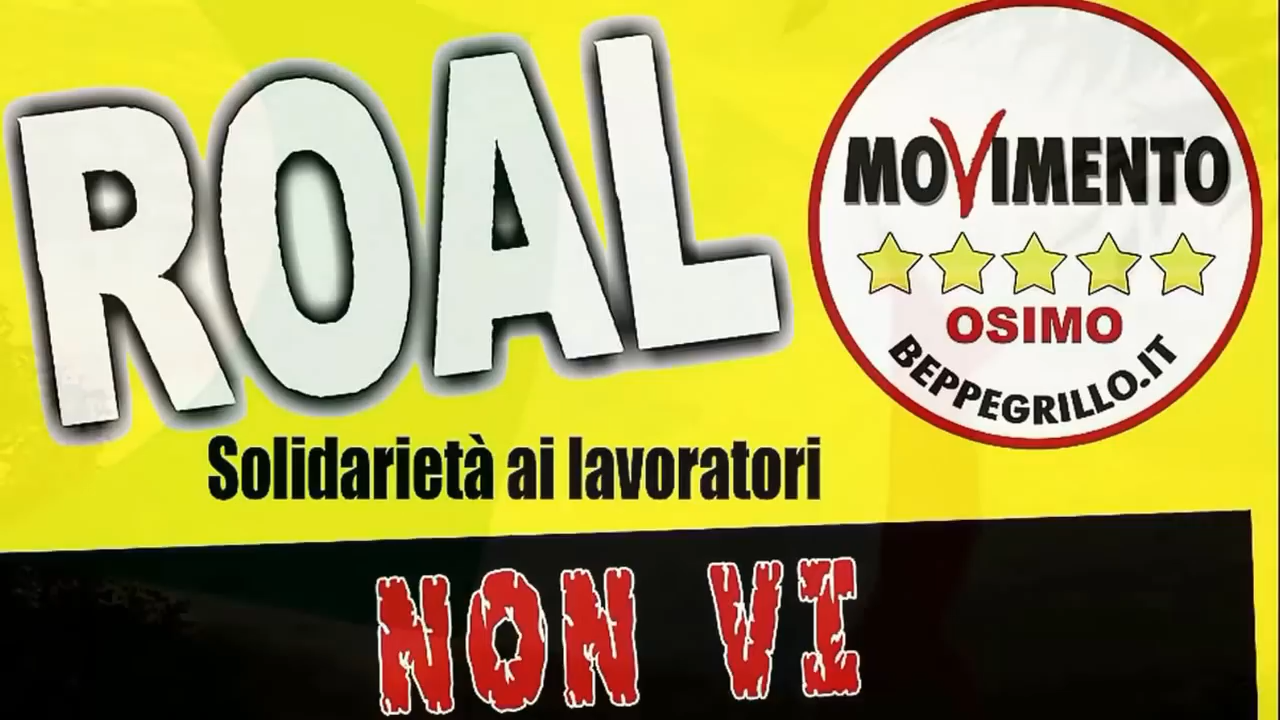 ROAL
Solidarietà ai lavoratori
NON VI
MOVIMENTO
OSIMO
BEPPEGRILLO.IT